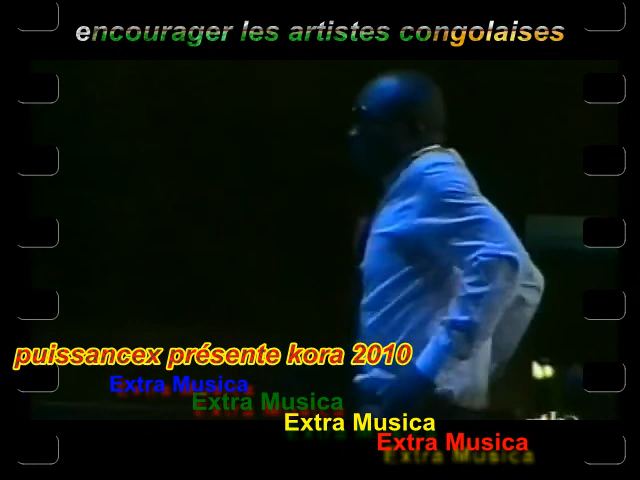 encourager les artistes congolaises
puissancex présente kora 2010
Extra Musica
Extra Musica
Extra Musica
Extra Musica